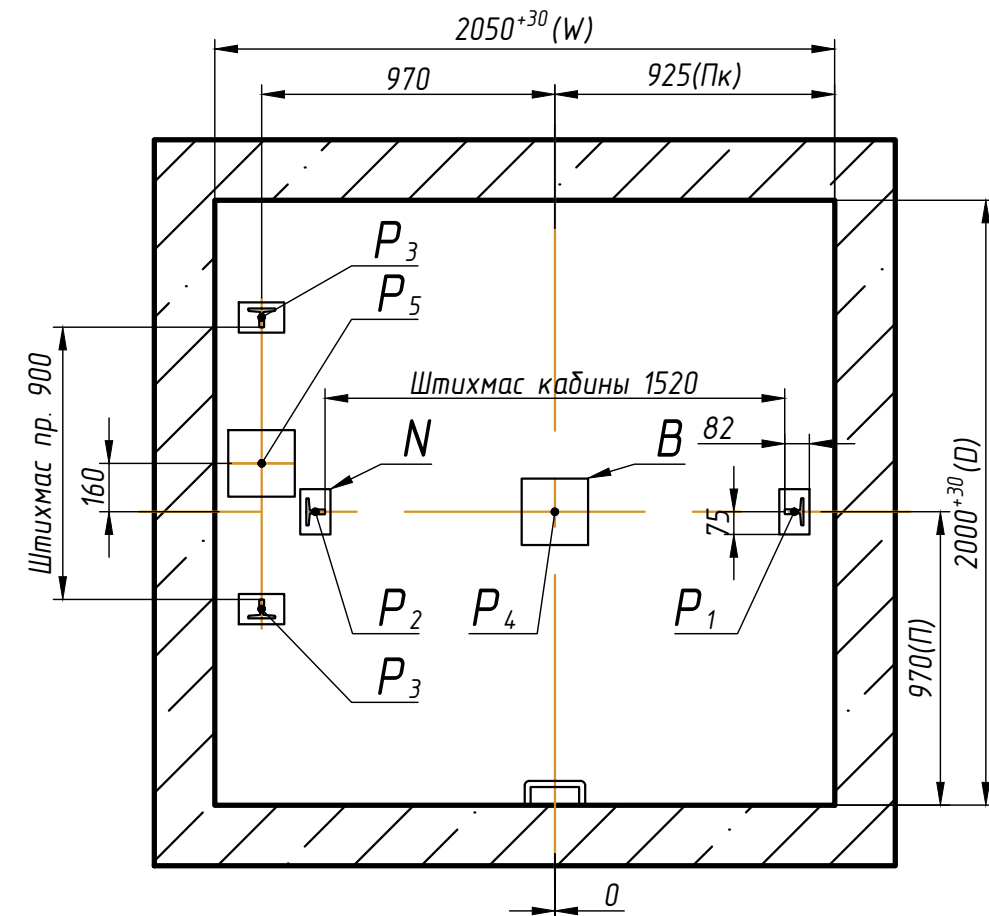 2050+30 (W)
970
925(Пк)
P3
P5
Штихмас пр. 900
Штихмас кабины 1520
N
B
82
160
75
2000+30 (D)
P2
P4
P1
970(П)
P3
0